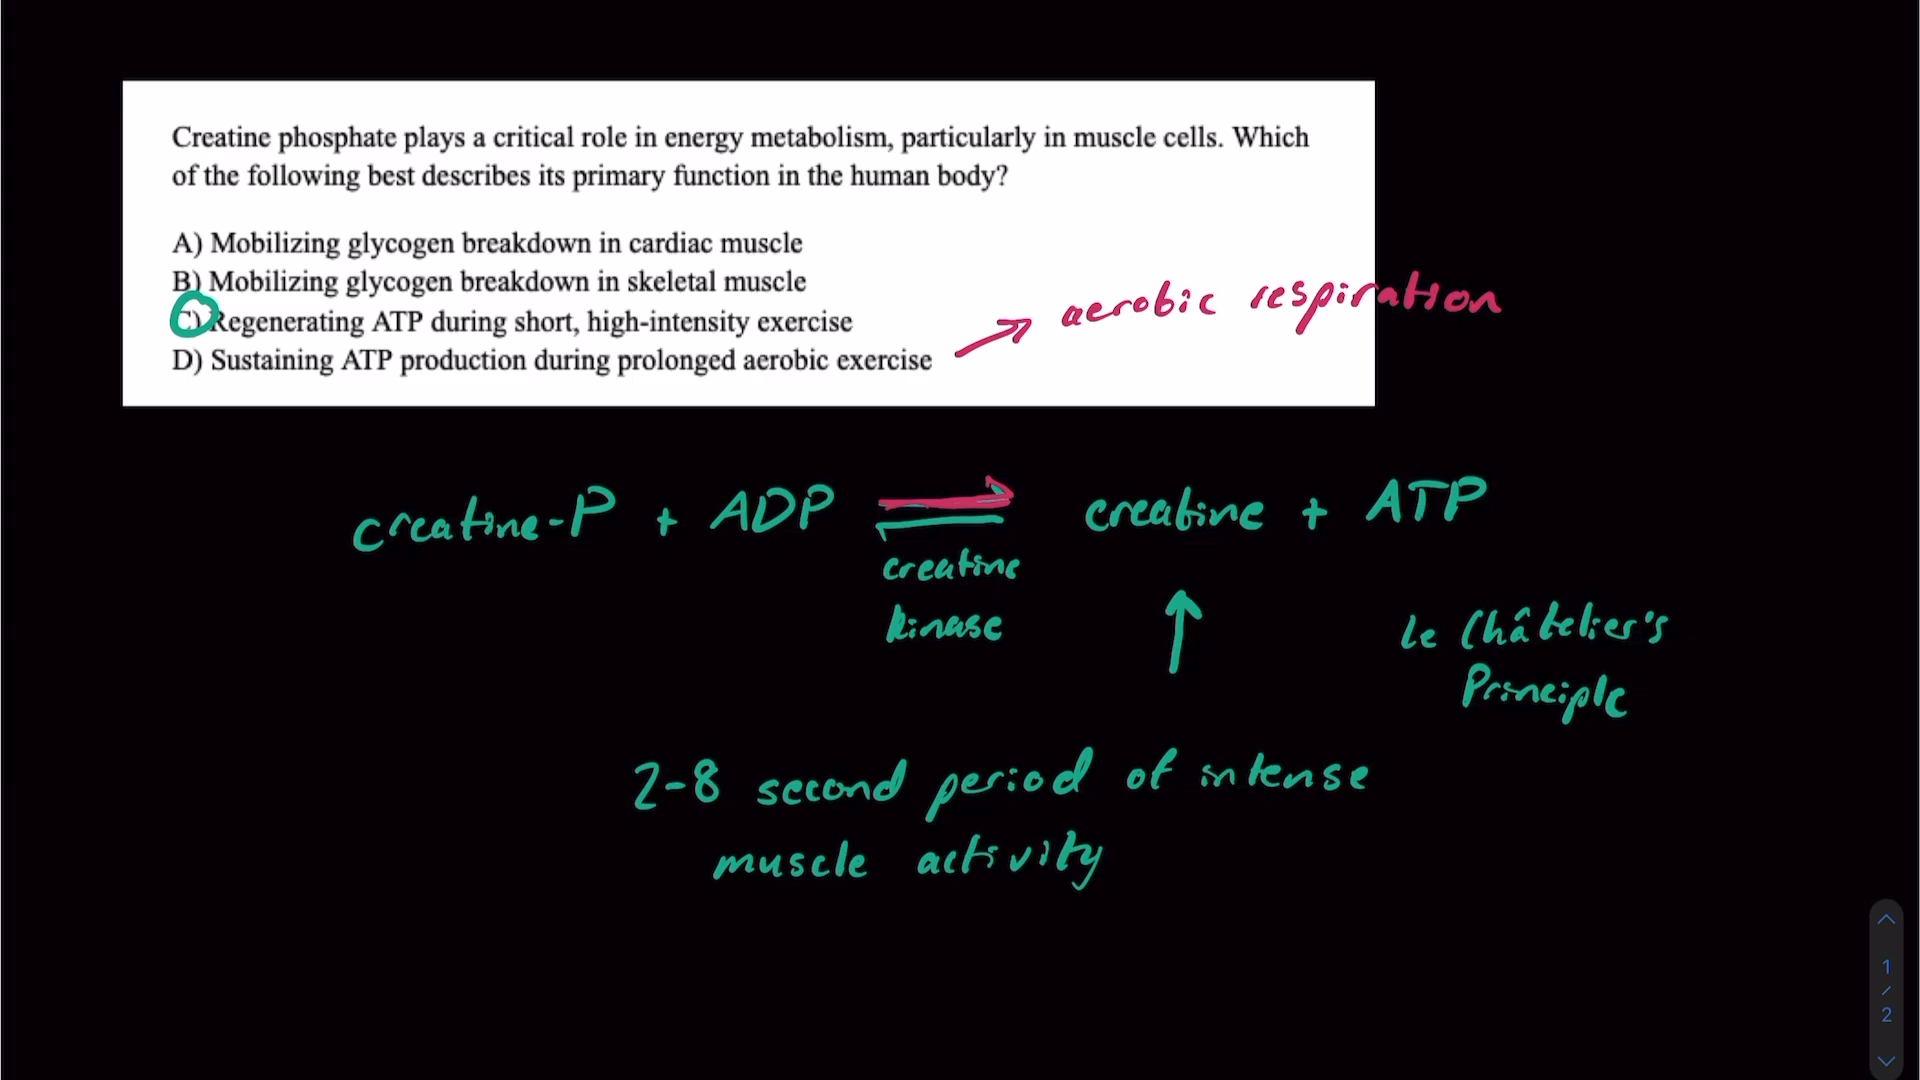 Creatine phosphate plays a critical role in energy metabolism, particularly in muscle cells. Which
of the following best describes its primary function in the human body?
A) Mobilizing glycogen breakdown in cardiac muscle
B) Mobilizing glycogen breakdown in skeletal muscle
C) Regenerating ATP during short, high-intensity exercise
D) Sustaining ATP production during prolonged aerobic exercise
→ aerobic respiration
creatine-P + ADP ⇌ creatine + ATP
creatine
kinase
↑
Le Châtelier's
Principle
2-8 second period of intense
muscle activity
1
/
2